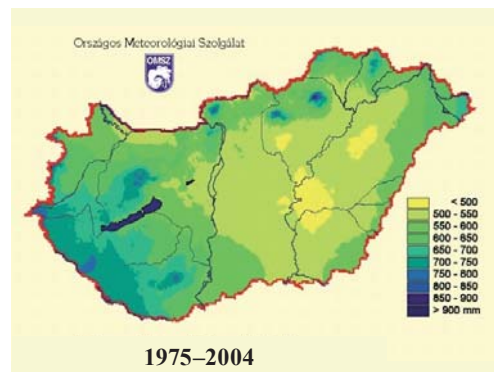 Országos Meteorológiai Szolgálat
OMSZ
< 500
500 - 550
550 - 600
600 - 650
650 - 700
700 - 750
750 - 800
800 - 850
850 - 900
> 900 mm
1975–2004